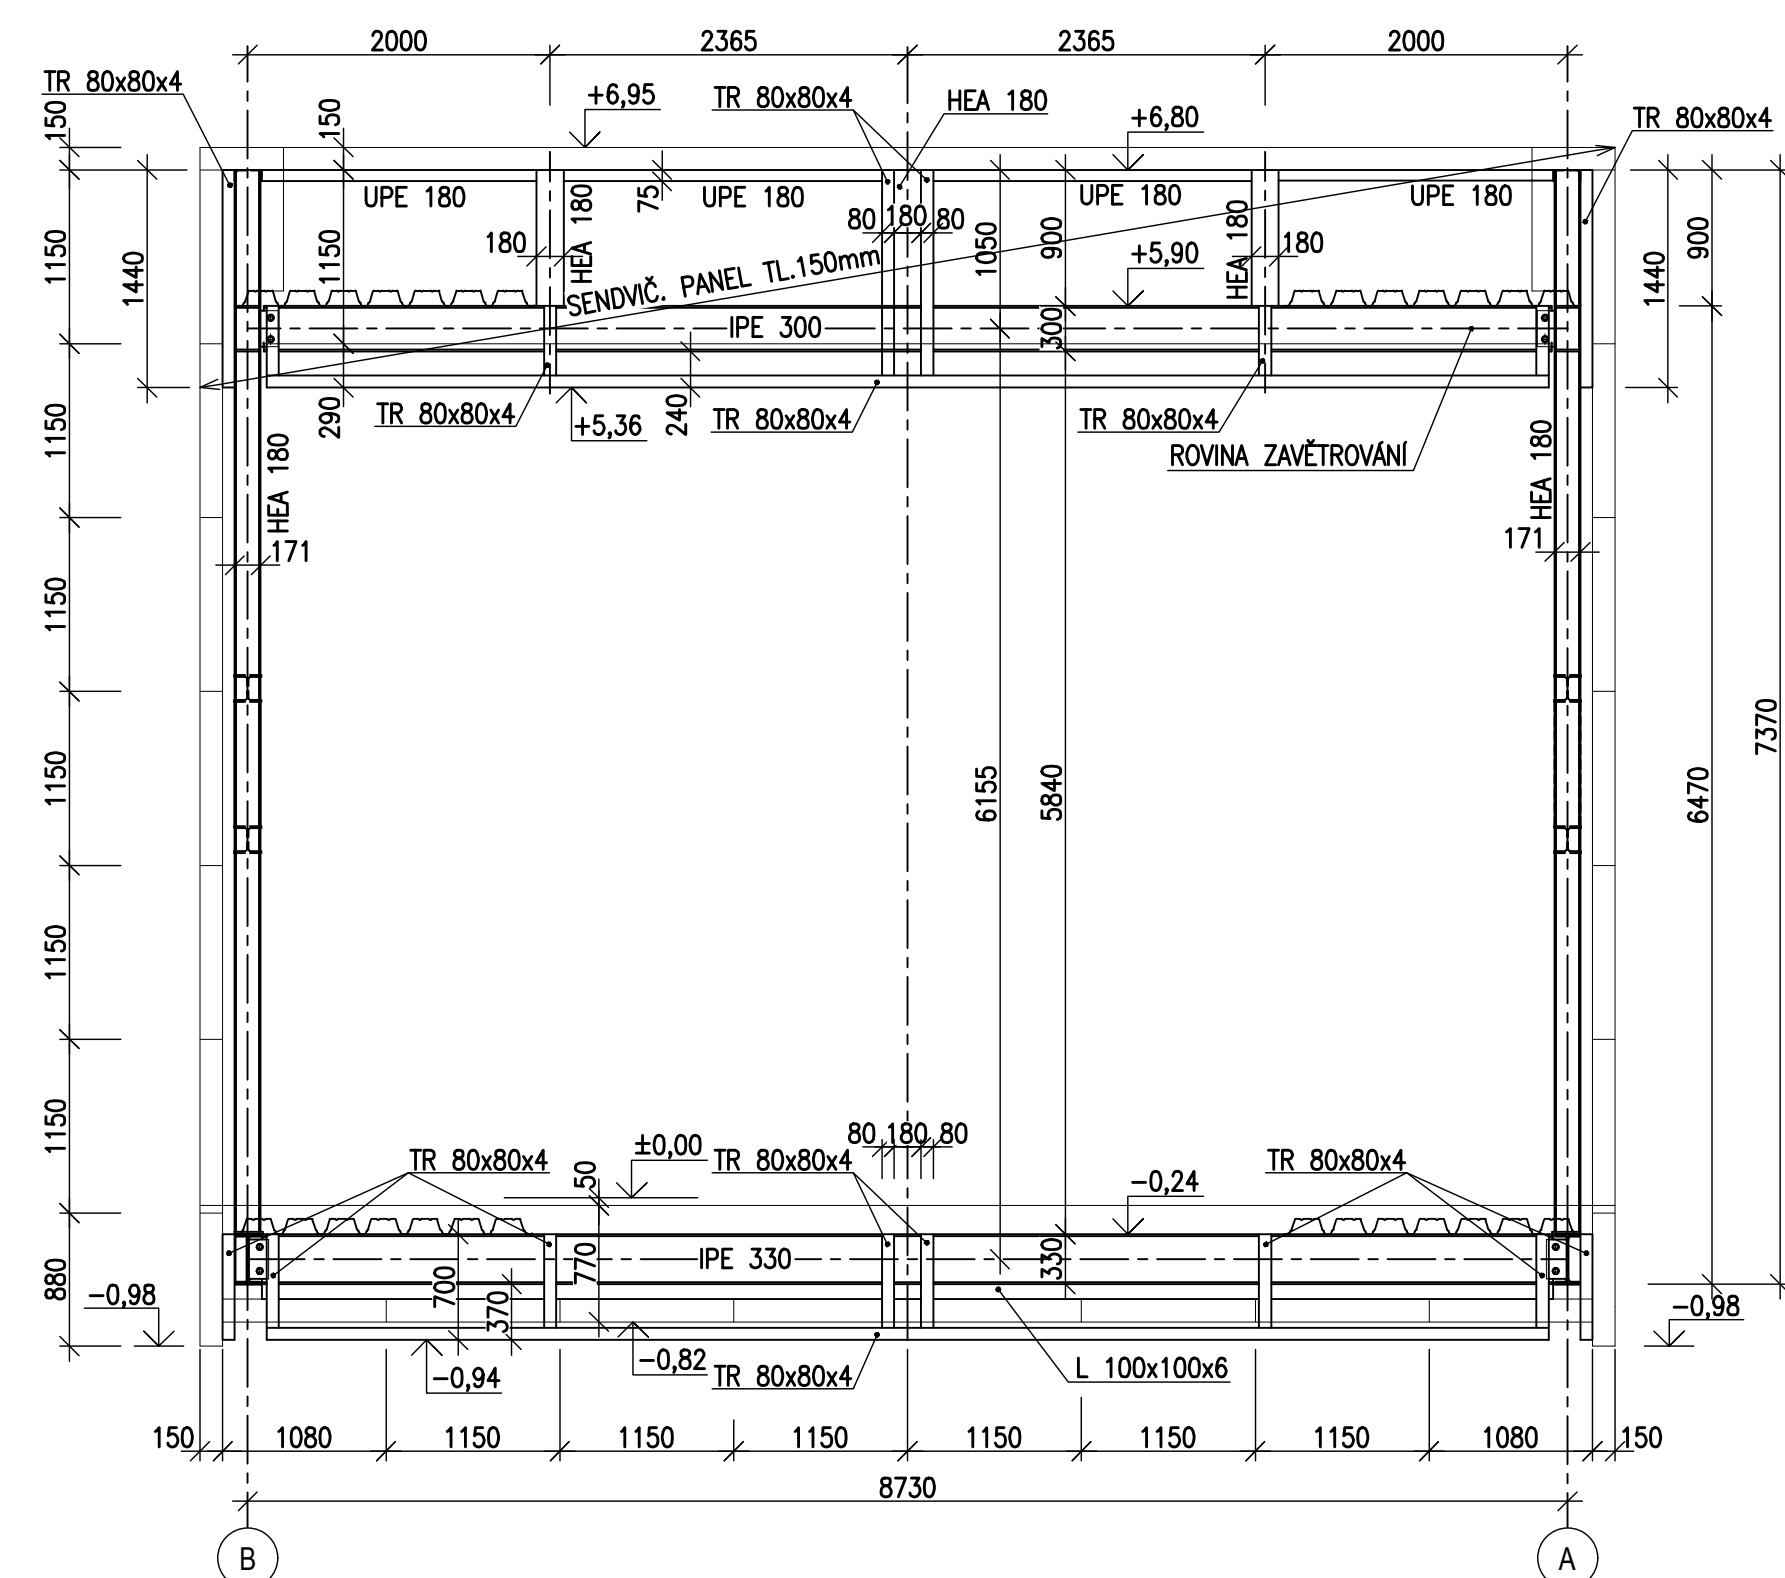 2000
2365
2365
2000
TR 80x80x4
+6,95
TR 80x80x4
HEA 180
+6,80
TR 80x80x4
150
150
UPE 180
HEA 180
75
UPE 180
80
180
80
UPE 180
HEA 180
UPE 180
180
180
1150
1440
1150
1050
900
+5,90
1440
900
SENDVIČ. PANEL TL.150mm
IPE 300
300
290
TR 80x80x4
+5,36
240
TR 80x80x4
TR 80x80x4
ROVINA ZAVĚTROVÁNÍ
1150
HEA 180
HEA 180
171
171
1150
1150
6155
5840
6470
7370
1150
1150
80
180
80
TR 80x80x4
50
±0,00
TR 80x80x4
-0,24
TR 80x80x4
880
-0,98
700
370
770
IPE 330
330
-0,98
-0,94
-0,82
TR 80x80x4
L 100x100x6
150
1080
1150
1150
1150
1150
1150
1150
1080
150
8730
B
A